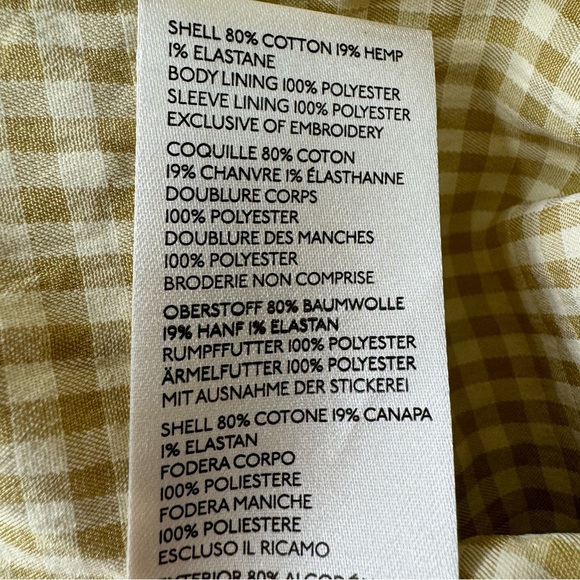 SHELL 80% COTTON 19% HEMP
1% ELASTANE
BODY LINING 100% POLYESTER
SLEEVE LINING 100% POLYESTER
EXCLUSIVE OF EMBROIDERY
COQUILLE 80% COTON
19% CHANVRE 1% ÉLASTHANNE
DOUBLURE CORPS
100% POLYESTER
DOUBLURE DES MANCHES
100% POLYESTER
BRODERIE NON COMPRISE
OBERSTOFF 80% BAUMWOLLE
19% HANF 1% ELASTAN
RUMPFFUTTER 100% POLYESTER
ÄRMELFUTTER 100% POLYESTER
MIT AUSNAHME DER STICKEREI
SHELL 80% COTONE 19% CANAPA
1% ELASTAN
FODERA CORPO
100% POLIESTERE
FODERA MANICHE
100% POLIESTERE
ESCLUSO IL RICAMO
80%